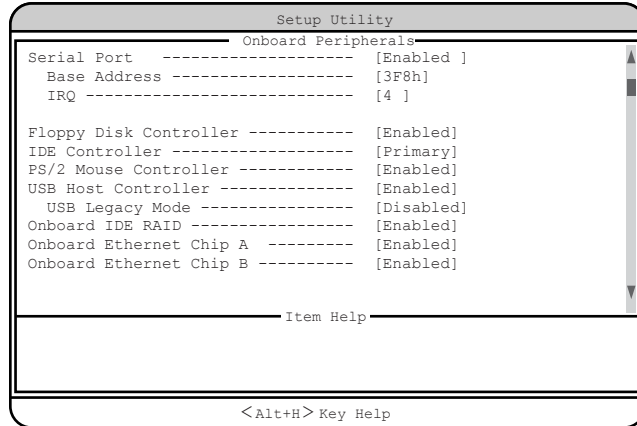 Setup Utility
Onboard Peripherals
Serial Port -------------------- [Enabled ]
Base Address ------------------- [3F8h]
IRQ ---------------------------- [4 ]
Floppy Disk Controller ----------- [Enabled]
IDE Controller ------------------- [Primary]
PS/2 Mouse Controller ------------ [Enabled]
USB Host Controller -------------- [Enabled]
USB Legacy Mode ---------------- [Disabled]
Onboard IDE RAID ----------------- [Enabled]
Onboard Ethernet Chip A --------- [Enabled]
Onboard Ethernet Chip B ---------- [Enabled]
Item Help
<Alt+H> Key Help